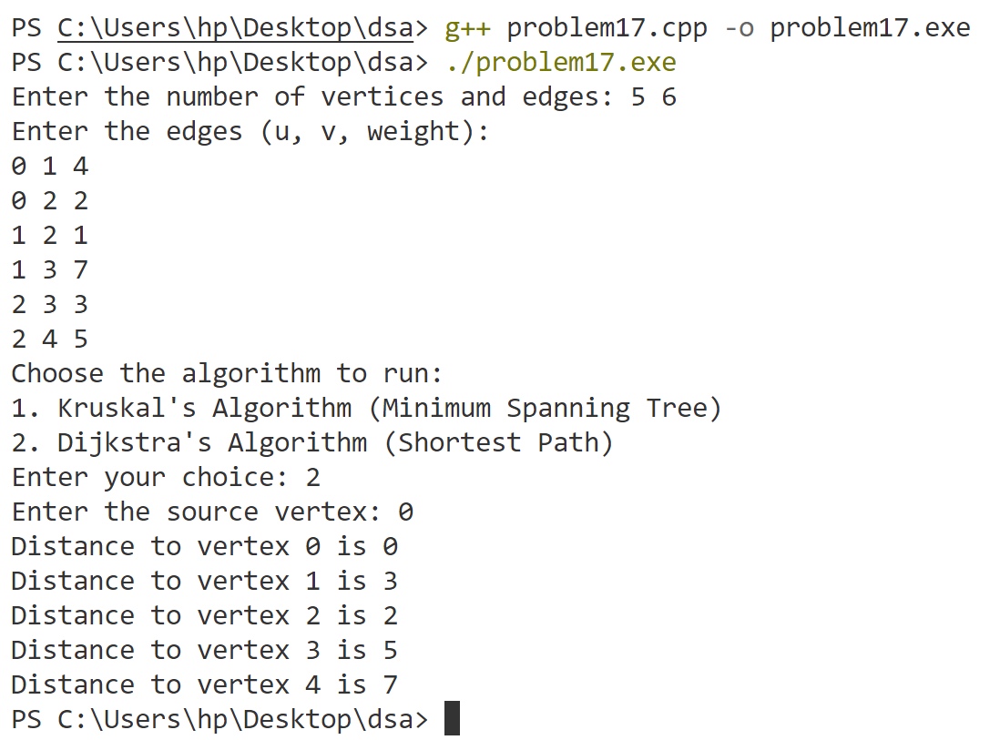 PS C:\Users\hp\Desktop\dsa> g++ problem17.cpp -o problem17.exe
PS C:\Users\hp\Desktop\dsa> ./problem17.exe
Enter the number of vertices and edges: 5 6
Enter the edges (u, v, weight):
0 1 4
0 2 2
1 2 1
1 3 7
2 3 3
2 4 5
Choose the algorithm to run:
1. Kruskal's Algorithm (Minimum Spanning Tree)
2. Dijkstra's Algorithm (Shortest Path)
Enter your choice: 2
Enter the source vertex: 0
Distance to vertex 0 is 0
Distance to vertex 1 is 3
Distance to vertex 2 is 2
Distance to vertex 3 is 5
Distance to vertex 4 is 7
PS C:\Users\hp\Desktop\dsa>